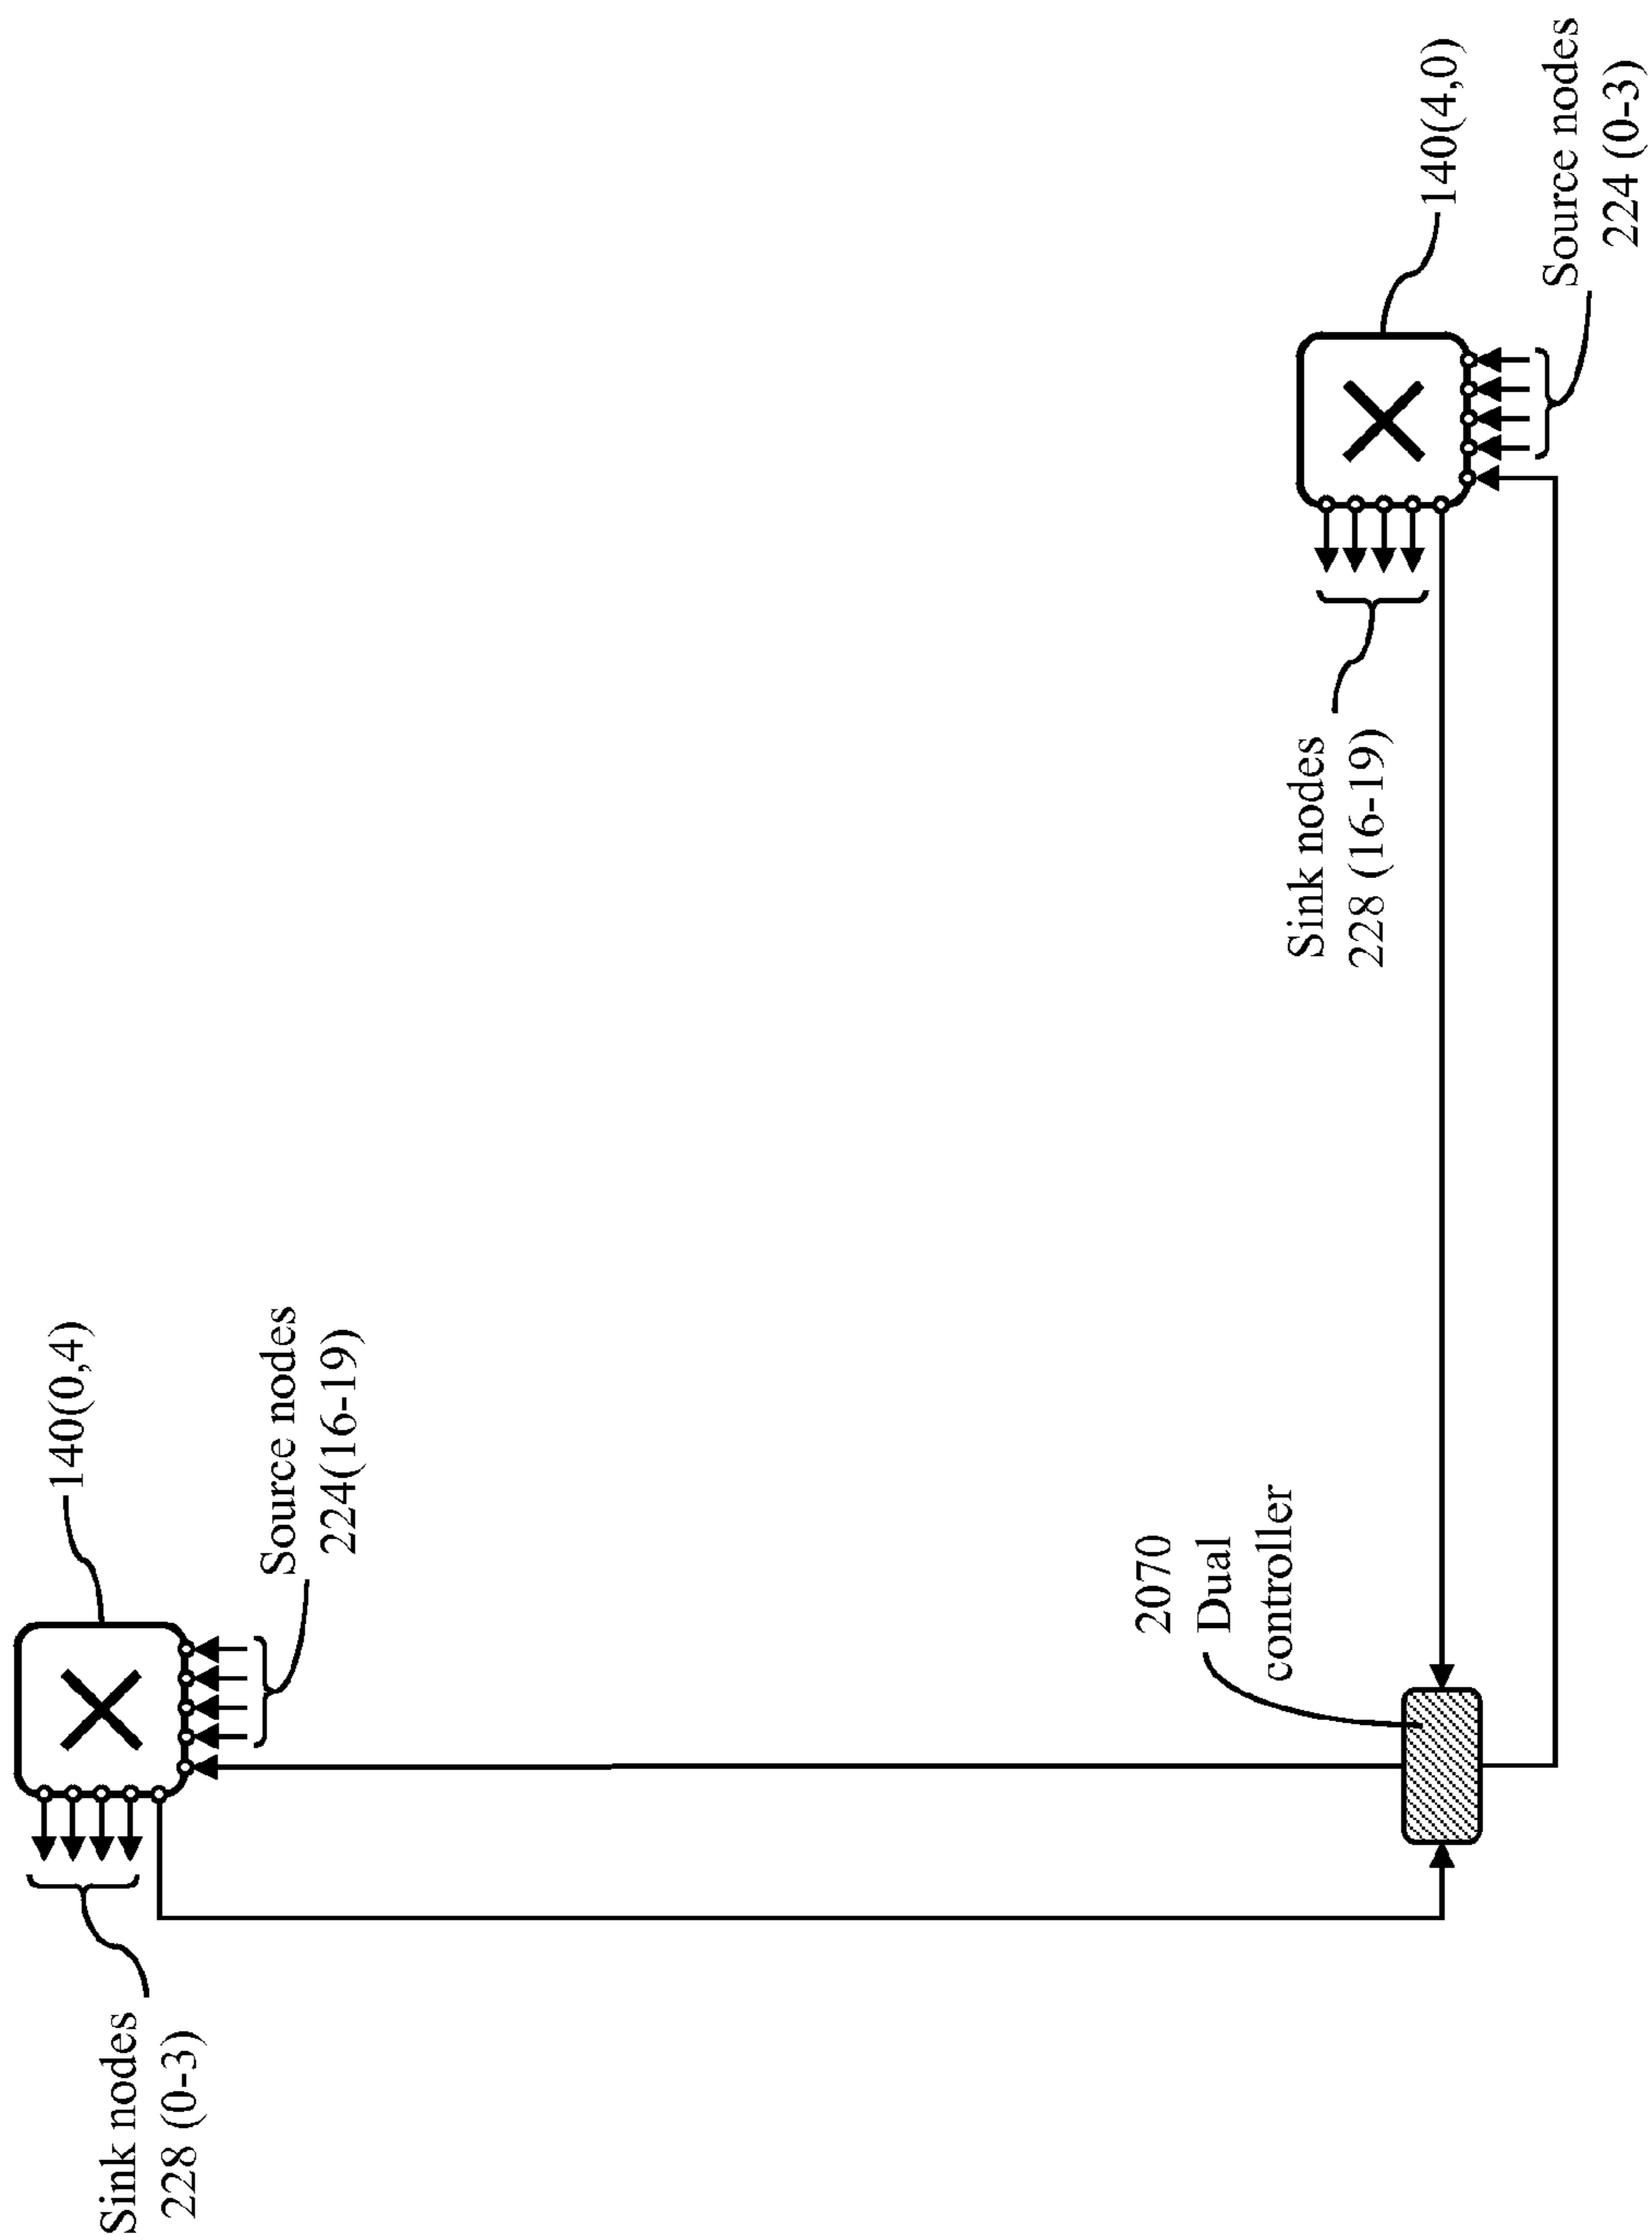 140(0,4)
Sink nodes
228 (0-3)
Source nodes
224(16-19)
2070
Dual
controller
Sink nodes
228 (16-19)
140(4,0)
Source nodes
224 (0-3)